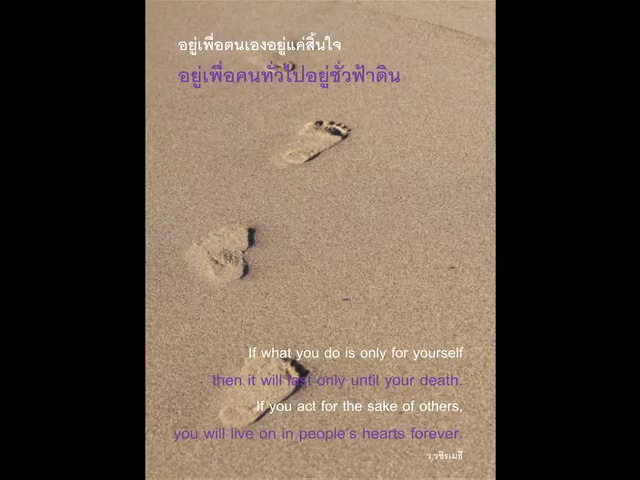 อยู่เพื่อตนเองอยู่แค่สิ้นใจ
อยู่เพื่อคนทั่วไปอยู่ชั่วฟ้าดิน
If what you do is only for yourself
then it will last only until your death.
If you act for the sake of others,
you will live on in people's hearts forever.
ว.วชิรเมธี